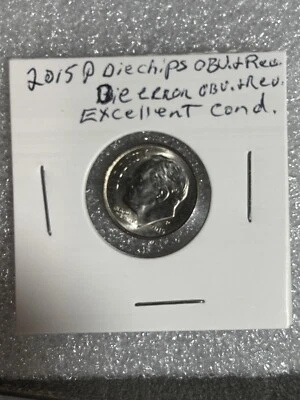 2015 P Die chips OBV. & Rev.
Die ERROR OBV. & Rev.
Excellent Cond.